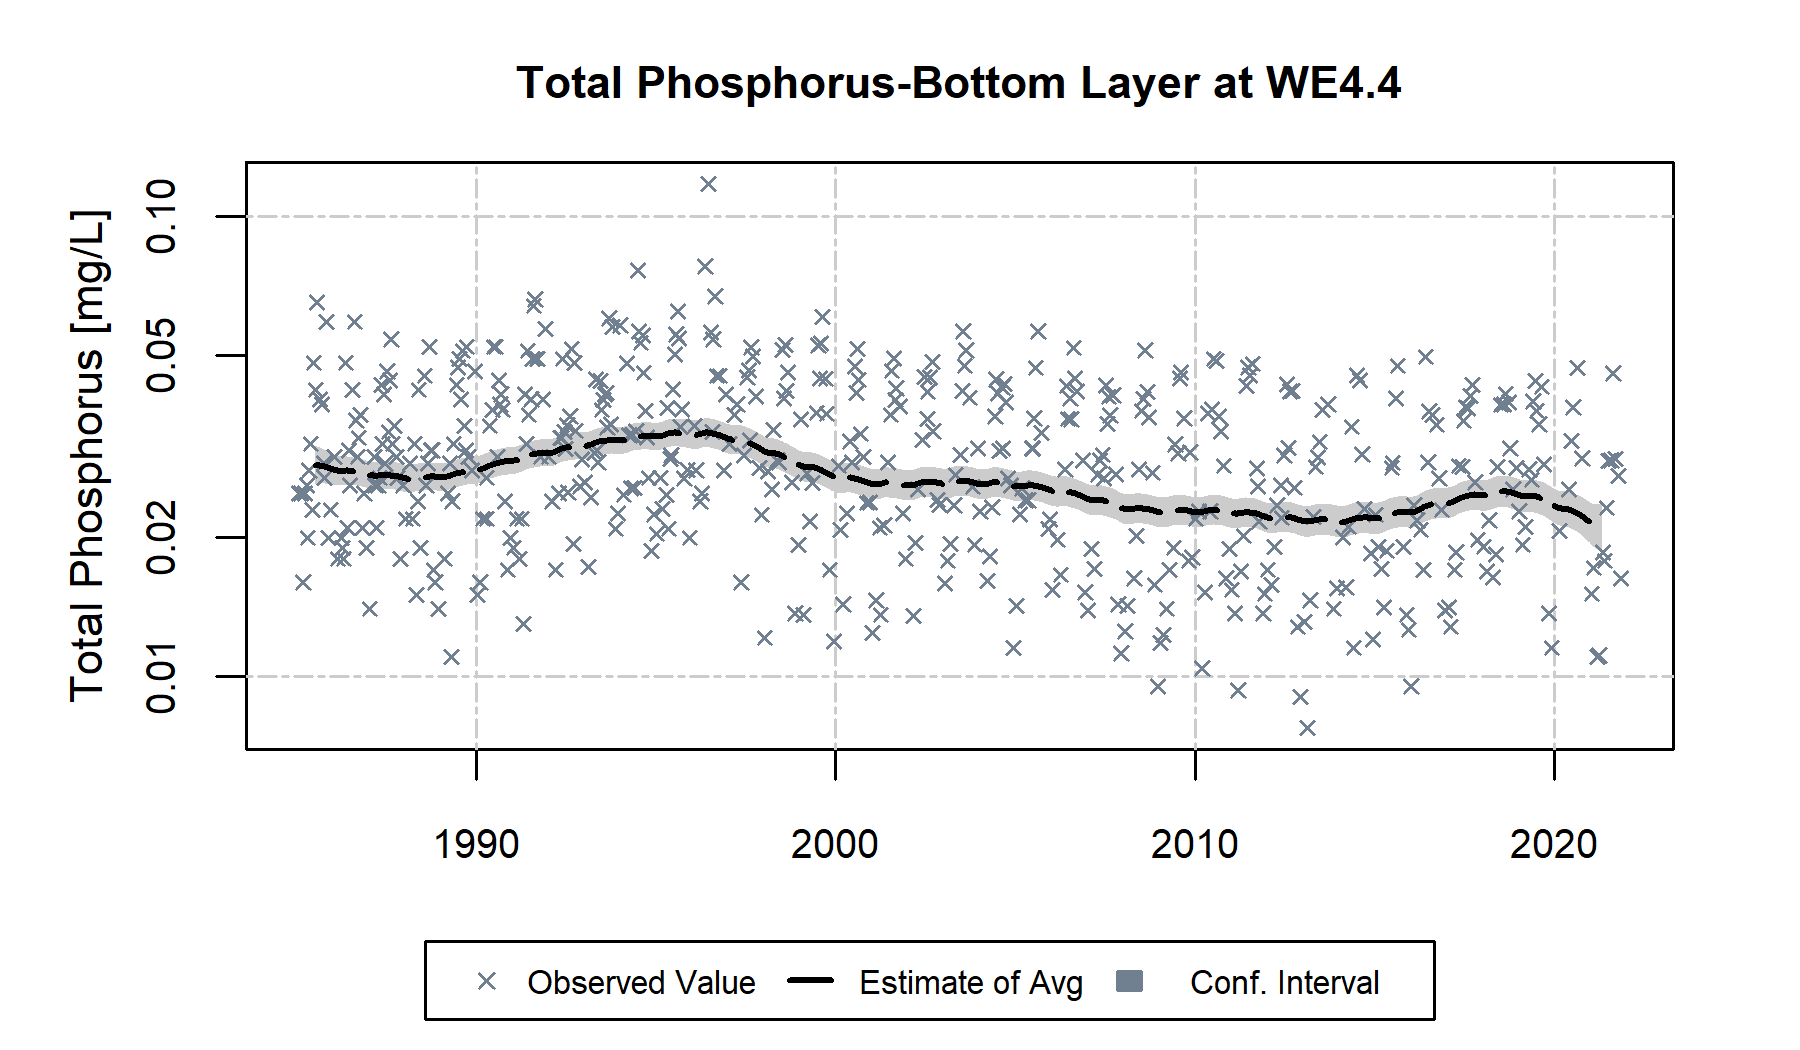 Total Phosphorus-Bottom Layer at WE4.4
Total Phosphorus [mg/L]
0.10
0.05
0.02
0.01
1990 2000 2010 2020
Observed Value Estimate of Avg Conf. Interval